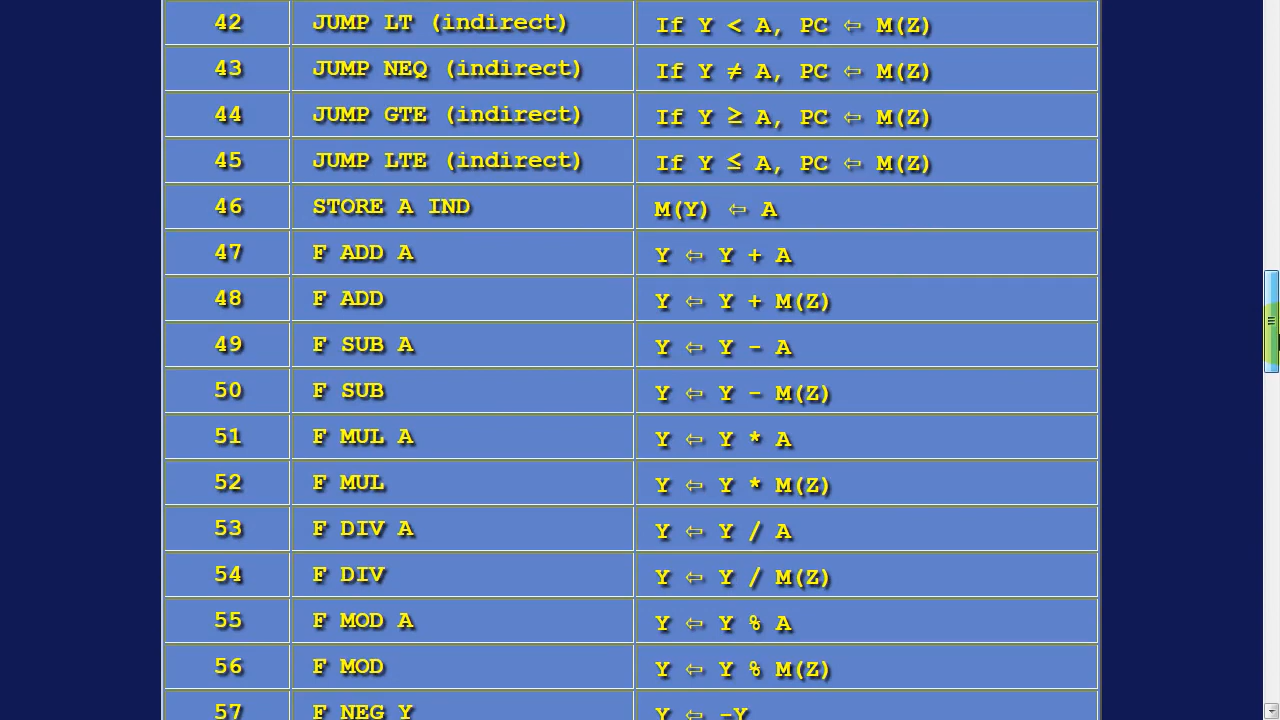 42 JUMP LT (indirect) If Y < A, PC ⇦ M(Z)
43 JUMP NEQ (indirect) If Y ≠ A, PC ⇦ M(Z)
44 JUMP GTE (indirect) If Y ≥ A, PC ⇦ M(Z)
45 JUMP LTE (indirect) If Y ≤ A, PC ⇦ M(Z)
46 STORE A IND M(Y) ⇦ A
47 F ADD A Y ⇦ Y + A
48 F ADD Y ⇦ Y + M(Z)
49 F SUB A Y ⇦ Y - A
50 F SUB Y ⇦ Y - M(Z)
51 F MUL A Y ⇦ Y * A
52 F MUL Y ⇦ Y * M(Z)
53 F DIV A Y ⇦ Y / A
54 F DIV Y ⇦ Y / M(Z)
55 F MOD A Y ⇦ Y % A
56 F MOD Y ⇦ Y % M(Z)
57 F NEG Y Y ⇦ -Y